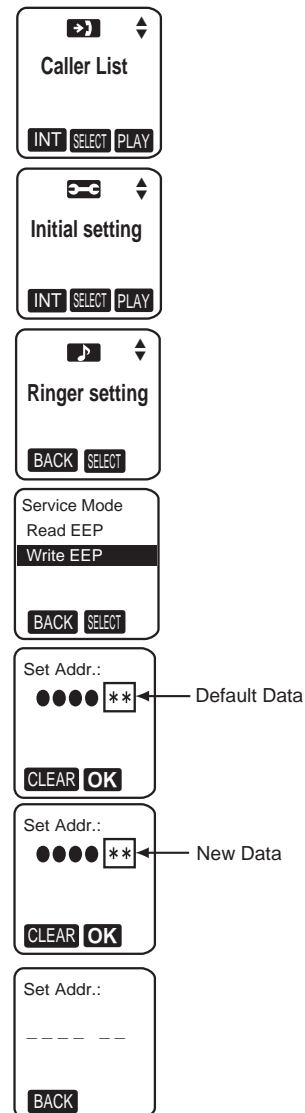 Caller List
INT SELECT PLAY
Initial setting
INT SELECT PLAY
Ringer setting
BACK SELECT
Service Mode
Read EEP
Write EEP
BACK SELECT
Set Addr.:
●●●● ** Default Data
CLEAR OK
Set Addr.:
●●●● ** New Data
CLEAR OK
Set Addr.:
_ _ _ _ _ _
BACK